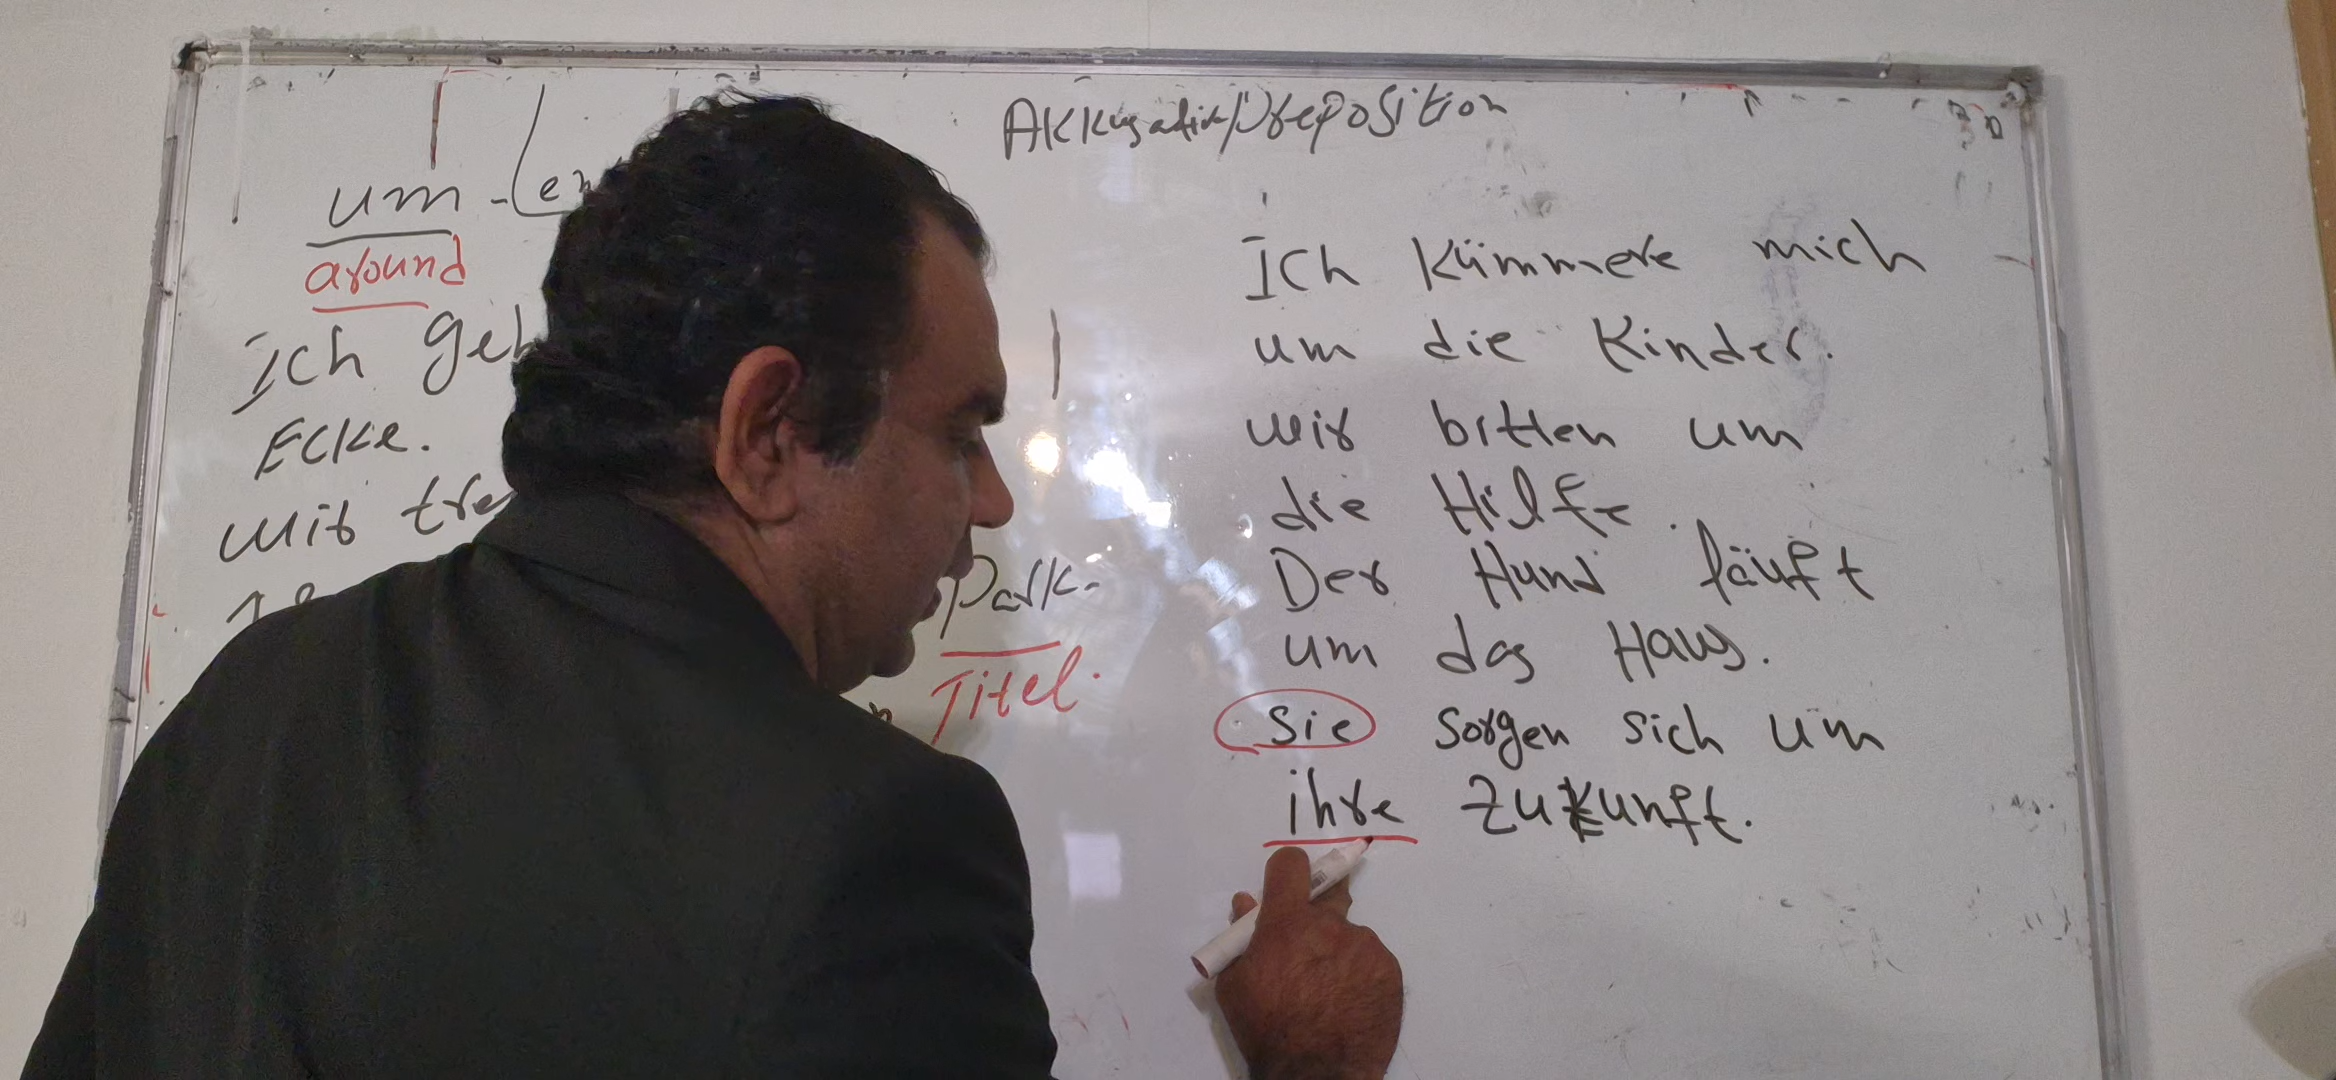 Akkusativ/Preposition
um
around
Ich geh
Ecke.
wir tre
Park.
Titel.
Ich kümmere mich
um die Kinder.
wir bitten um
die Hilfe.
Der Hund läuft
um das Haus.
Sie sorgen sich um
ihre Zukunft.